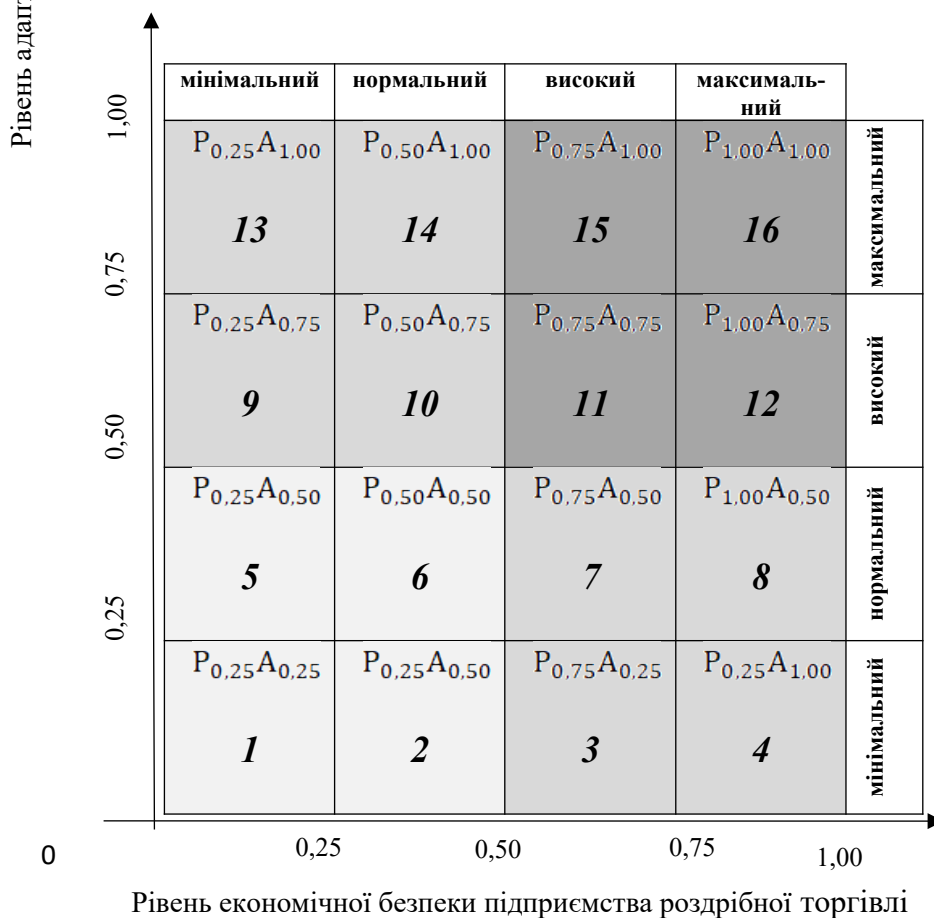 Рівень
мінімальний нормальний високий максималь-
ний
1,00
P0,25A1,00 P0,50A1,00 P0,75A1,00 P1,00A1,00
13 14 15 16
максимальний
0,75
P0,25A0,75 P0,50A0,75 P0,75A0,75 P1,00A0,75
9 10 11 12
високий
0,50
P0,25A0,50 P0,50A0,50 P0,75A0,50 P1,00A0,50
5 6 7 8
нормальний
0,25
P0,25A0,25 P0,25A0,50 P0,75A0,25 P0,25A1,00
1 2 3 4
мінімальний
0 0,25 0,50 0,75 1,00
Рівень економічної безпеки підприємства роздрібної торгівлі